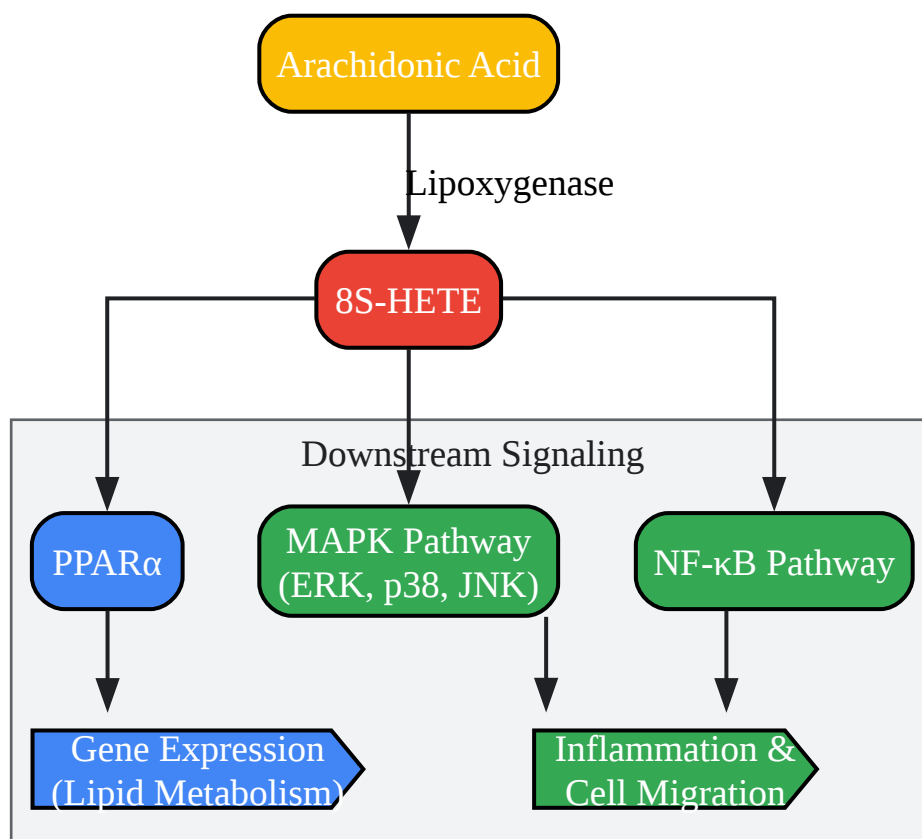 Arachidonic Acid
Lipoxygenase
8S-HETE
Downstream Signaling
PPARα
MAPK Pathway
(ERK, p38, JNK)
NF-κB Pathway
Gene Expression
(Lipid Metabolism)
Inflammation &
Cell Migration